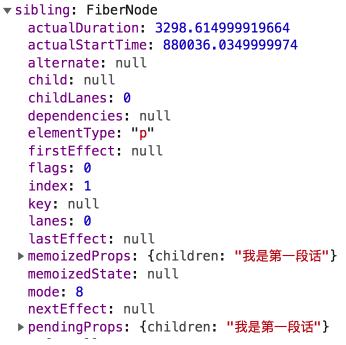 sibling: FiberNode
actualDuration: 3298.614999919664
actualStartTime: 880036.0349999974
alternate: null
child: null
childLanes: 0
dependencies: null
elementType: "p"
firstEffect: null
flags: 0
index: 1
key: null
lanes: 0
lastEffect: null
memoizedProps: {children: "我是第一段话"}
memoizedState: null
mode: 8
nextEffect: null
pendingProps: {children: "我是第一段话"}